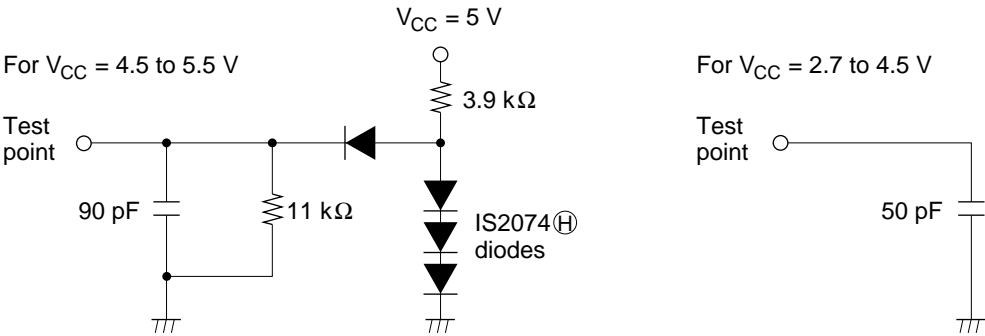 V_CC = 5 V
For V_CC = 4.5 to 5.5 V
For V_CC = 2.7 to 4.5 V
3.9 kΩ
Test
point
Test
point
90 pF
11 kΩ
IS2074Ⓗ
diodes
50 pF